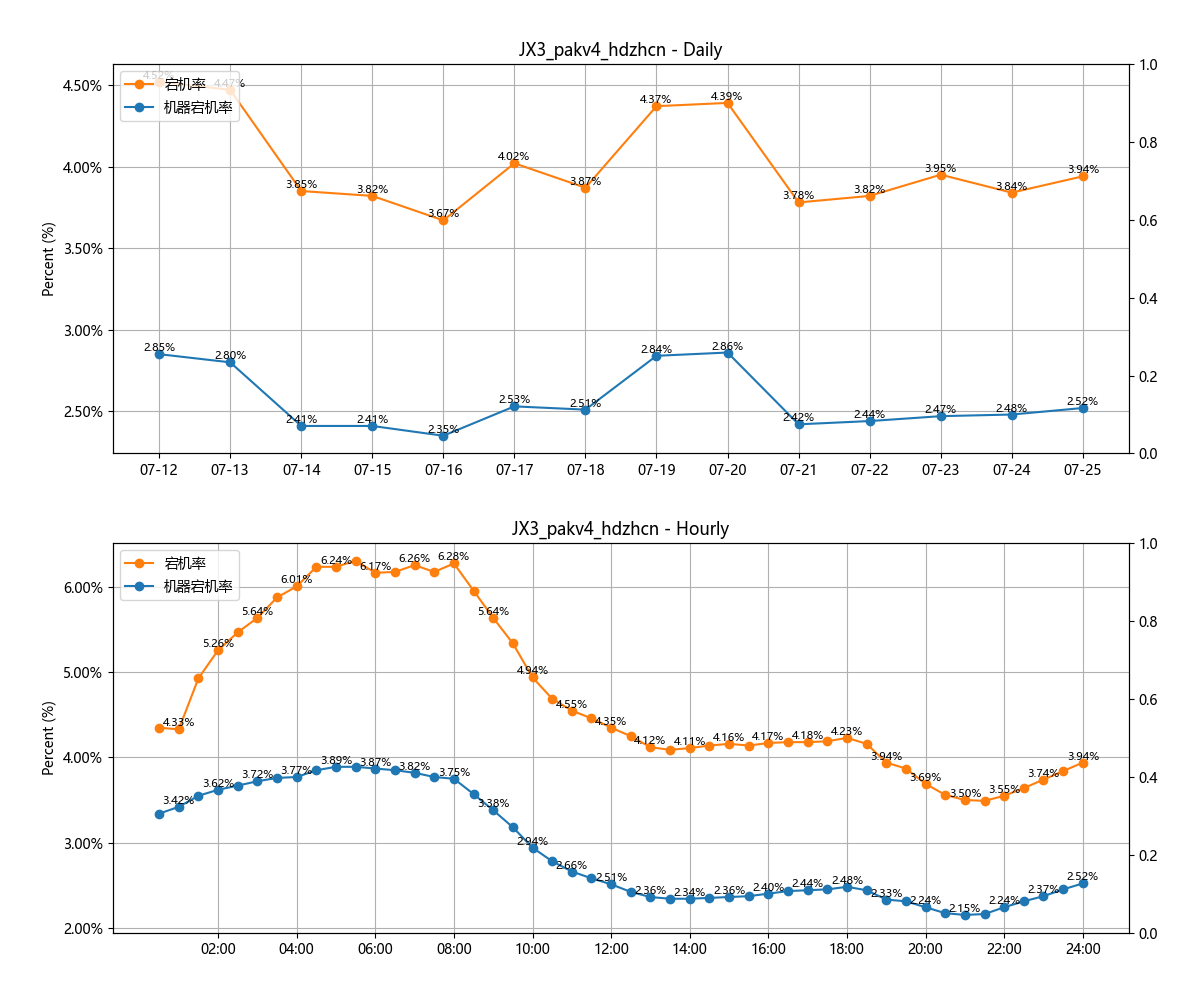 JX3_pakv4_hdzhcn - Daily
宕机率
机器宕机率
Percent (%)
4.50%
4.00%
3.50%
3.00%
2.50%
1.0
0.8
0.6
0.4
0.2
0.0
4.52% 4.47% 3.85% 3.82% 3.67% 4.02% 3.87% 4.37% 4.39% 3.78% 3.82% 3.95% 3.84% 3.94%
2.85% 2.80% 2.41% 2.41% 2.35% 2.53% 2.51% 2.84% 2.86% 2.42% 2.44% 2.47% 2.48% 2.52%
07-12 07-13 07-14 07-15 07-16 07-17 07-18 07-19 07-20 07-21 07-22 07-23 07-24 07-25
JX3_pakv4_hdzhcn - Hourly
宕机率
机器宕机率
Percent (%)
6.00%
5.00%
4.00%
3.00%
2.00%
1.0
0.8
0.6
0.4
0.2
0.0
4.33% 5.26% 5.64% 6.01% 6.24% 6.17% 6.26% 6.28% 5.64% 4.94% 4.55% 4.35% 4.12% 4.11% 4.16% 4.17% 4.18% 4.23% 3.94% 3.69% 3.50% 3.55% 3.74% 3.94%
3.42% 3.62% 3.72% 3.77% 3.89% 3.87% 3.82% 3.75% 3.38% 2.94% 2.66% 2.51% 2.36% 2.34% 2.36% 2.40% 2.44% 2.48% 2.33% 2.24% 2.15% 2.24% 2.37% 2.52%
02:00 04:00 06:00 08:00 10:00 12:00 14:00 16:00 18:00 20:00 22:00 24:00